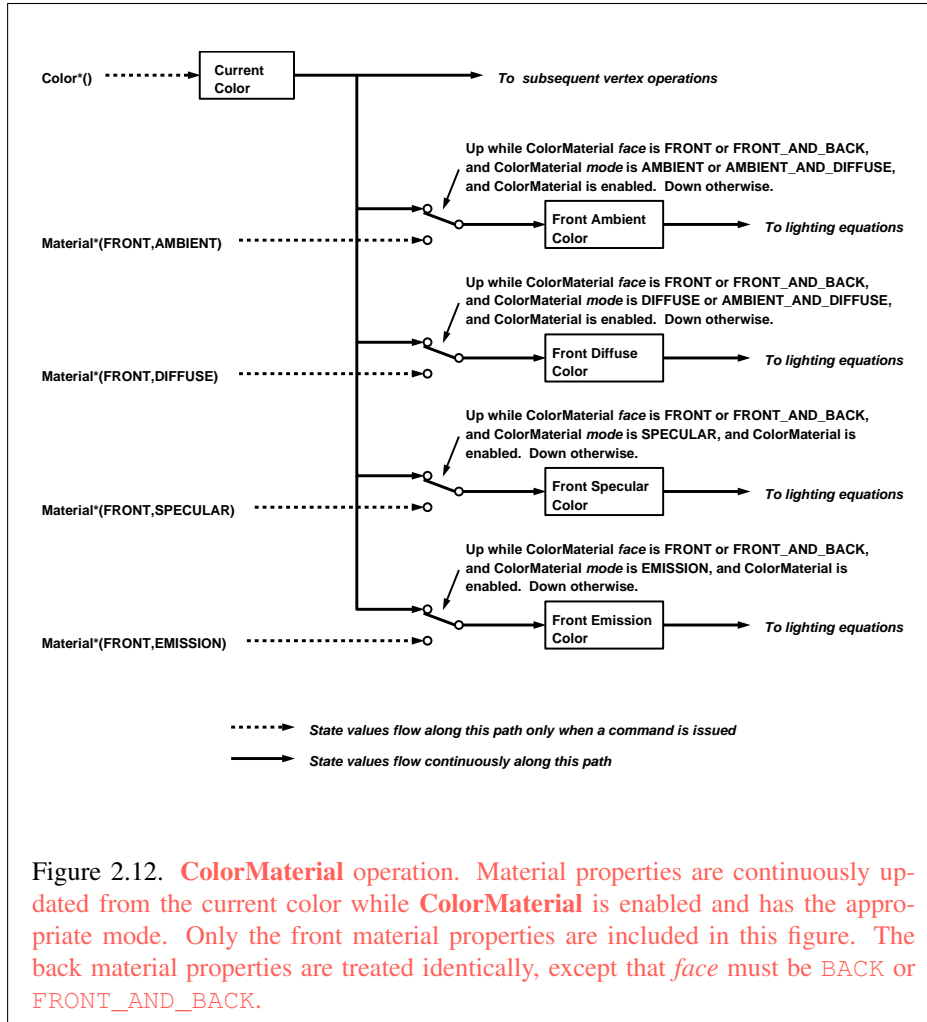 Color*()
Current
Color
To subsequent vertex operations
Up while ColorMaterial face is FRONT or FRONT_AND_BACK,
and ColorMaterial mode is AMBIENT or AMBIENT_AND_DIFFUSE,
and ColorMaterial is enabled. Down otherwise.
Front Ambient
Color
To lighting equations
Material*(FRONT,AMBIENT)
Up while ColorMaterial face is FRONT or FRONT_AND_BACK,
and ColorMaterial mode is DIFFUSE or AMBIENT_AND_DIFFUSE,
and ColorMaterial is enabled. Down otherwise.
Front Diffuse
Color
To lighting equations
Material*(FRONT,DIFFUSE)
Up while ColorMaterial face is FRONT or FRONT_AND_BACK,
and ColorMaterial mode is SPECULAR, and ColorMaterial is
enabled. Down otherwise.
Front Specular
Color
To lighting equations
Material*(FRONT,SPECULAR)
Up while ColorMaterial face is FRONT or FRONT_AND_BACK,
and ColorMaterial mode is EMISSION, and ColorMaterial is
enabled. Down otherwise.
Front Emission
Color
To lighting equations
Material*(FRONT,EMISSION)
State values flow along this path only when a command is issued
State values flow continuously along this path
Figure 2.12. ColorMaterial operation. Material properties are continuously up-
dated from the current color while ColorMaterial is enabled and has the appro-
priate mode. Only the front material properties are included in this figure. The
back material properties are treated identically, except that face must be BACK or
FRONT_AND_BACK.